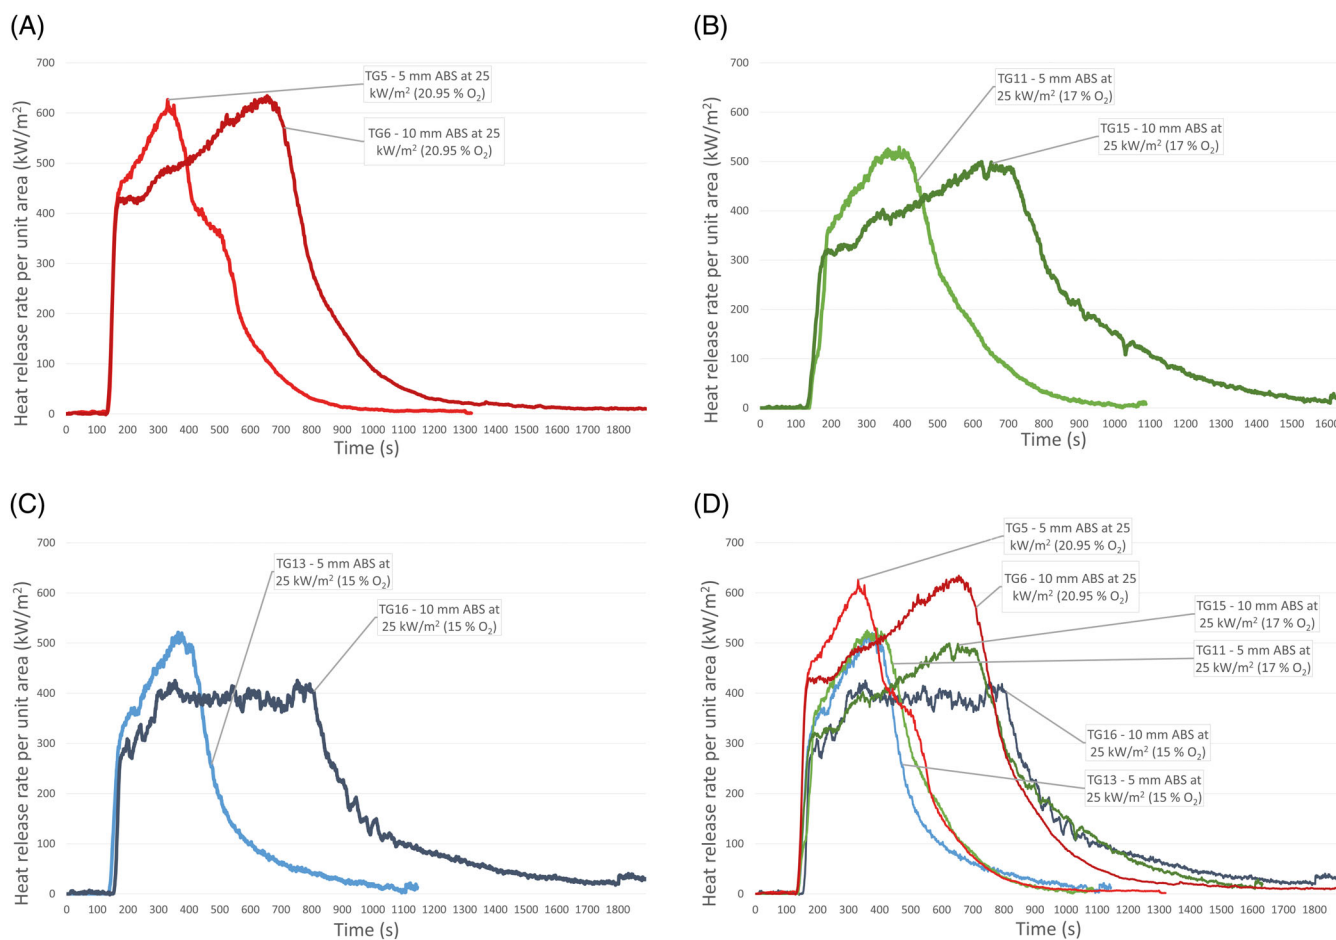 (A)
Heat release rate per unit area (kW/m²)
700
600
500
400
300
200
100
0
TG5 - 5 mm ABS at 25
kW/m² (20.95 % O₂)
TG6 - 10 mm ABS at 25
kW/m² (20.95 % O₂)
0 100 200 300 400 500 600 700 800 900 1000 1100 1200 1300 1400 1500 1600 1700 1800
Time (s)
(B)
Heat release rate per unit area (kW/m²)
700
600
500
400
300
200
100
0
TG11 - 5 mm ABS at
25 kW/m² (17 % O₂)
TG15 - 10 mm ABS at
25 kW/m² (17 % O₂)
0 100 200 300 400 500 600 700 800 900 1000 1100 1200 1300 1400 1500 1600
Time (s)
(C)
Heat release rate per unit area (kW/m²)
700
600
500
400
300
200
100
0
TG13 - 5 mm ABS at
25 kW/m² (15 % O₂)
TG16 - 10 mm ABS at
25 kW/m² (15 % O₂)
0 100 200 300 400 500 600 700 800 900 1000 1100 1200 1300 1400 1500 1600 1700 1800
Time (s)
(D)
Heat release rate per unit area (kW/m²)
700
600
500
400
300
200
100
0
TG5 - 5 mm ABS at 25
kW/m² (20.95 % O₂)
TG6 - 10 mm ABS at 25
kW/m² (20.95 % O₂)
TG15 - 10 mm ABS at
25 kW/m² (17 % O₂)
TG11 - 5 mm ABS at
25 kW/m² (17 % O₂)
TG16 - 10 mm ABS at
25 kW/m² (15 % O₂)
TG13 - 5 mm ABS at
25 kW/m² (15 % O₂)
0 100 200 300 400 500 600 700 800 900 1000 1100 1200 1300 1400 1500 1600 1700 1800
Time (s)